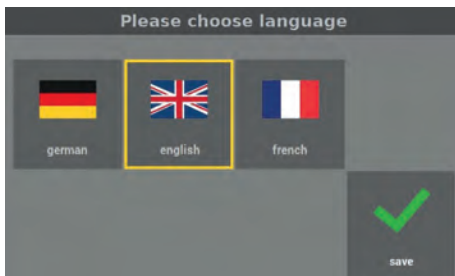 Please choose language
german
english
french
save